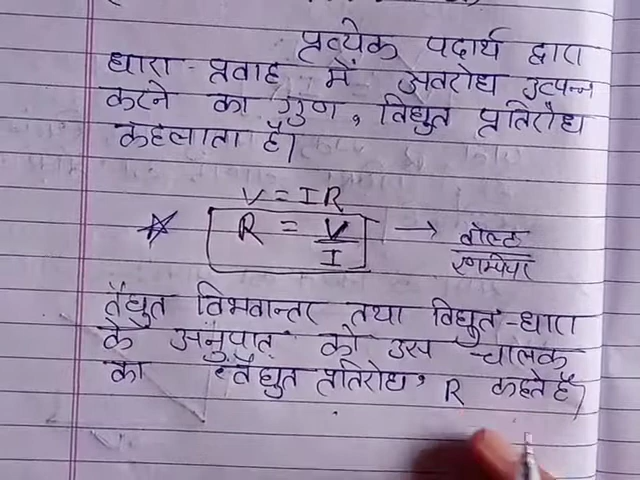 प्रत्येक पदार्थ द्वारा
धारा - प्रवाह में अवरोध उत्पन्न
करने का गुण, विधुत प्रतिरोध
कहलाता है।
V = IR
☆ R = V/I → वोल्ट/एम्पियर
वैधुत विभवान्तर तथा विधुत-धारा
के अनुपात को उस चालक
का वैधुत प्रतिरोध, R कहते है।